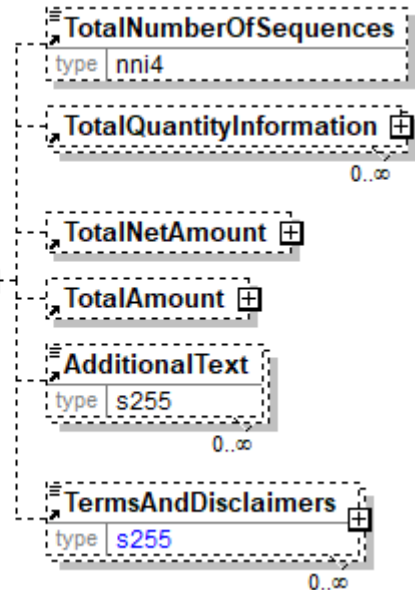 TotalNumberOfSequences
type nni4
TotalQuantityInformation
0..∞
TotalNetAmount
TotalAmount
AdditionalText
type s255
0..∞
TermsAndDisclaimers
type s255
0..∞